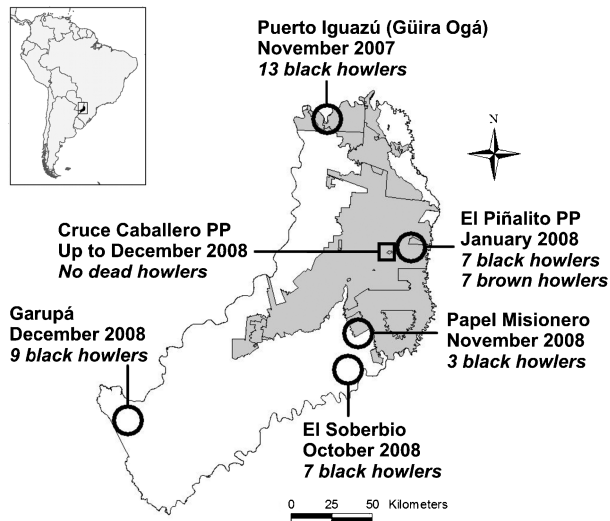 Puerto Iguazú (Güira Ogá)
November 2007
13 black howlers
N
Cruce Caballero PP
Up to December 2008
No dead howlers
El Piñalito PP
January 2008
7 black howlers
7 brown howlers
Garupá
December 2008
9 black howlers
Papel Misionero
November 2008
3 black howlers
El Soberbio
October 2008
7 black howlers
0 25 50 Kilometers